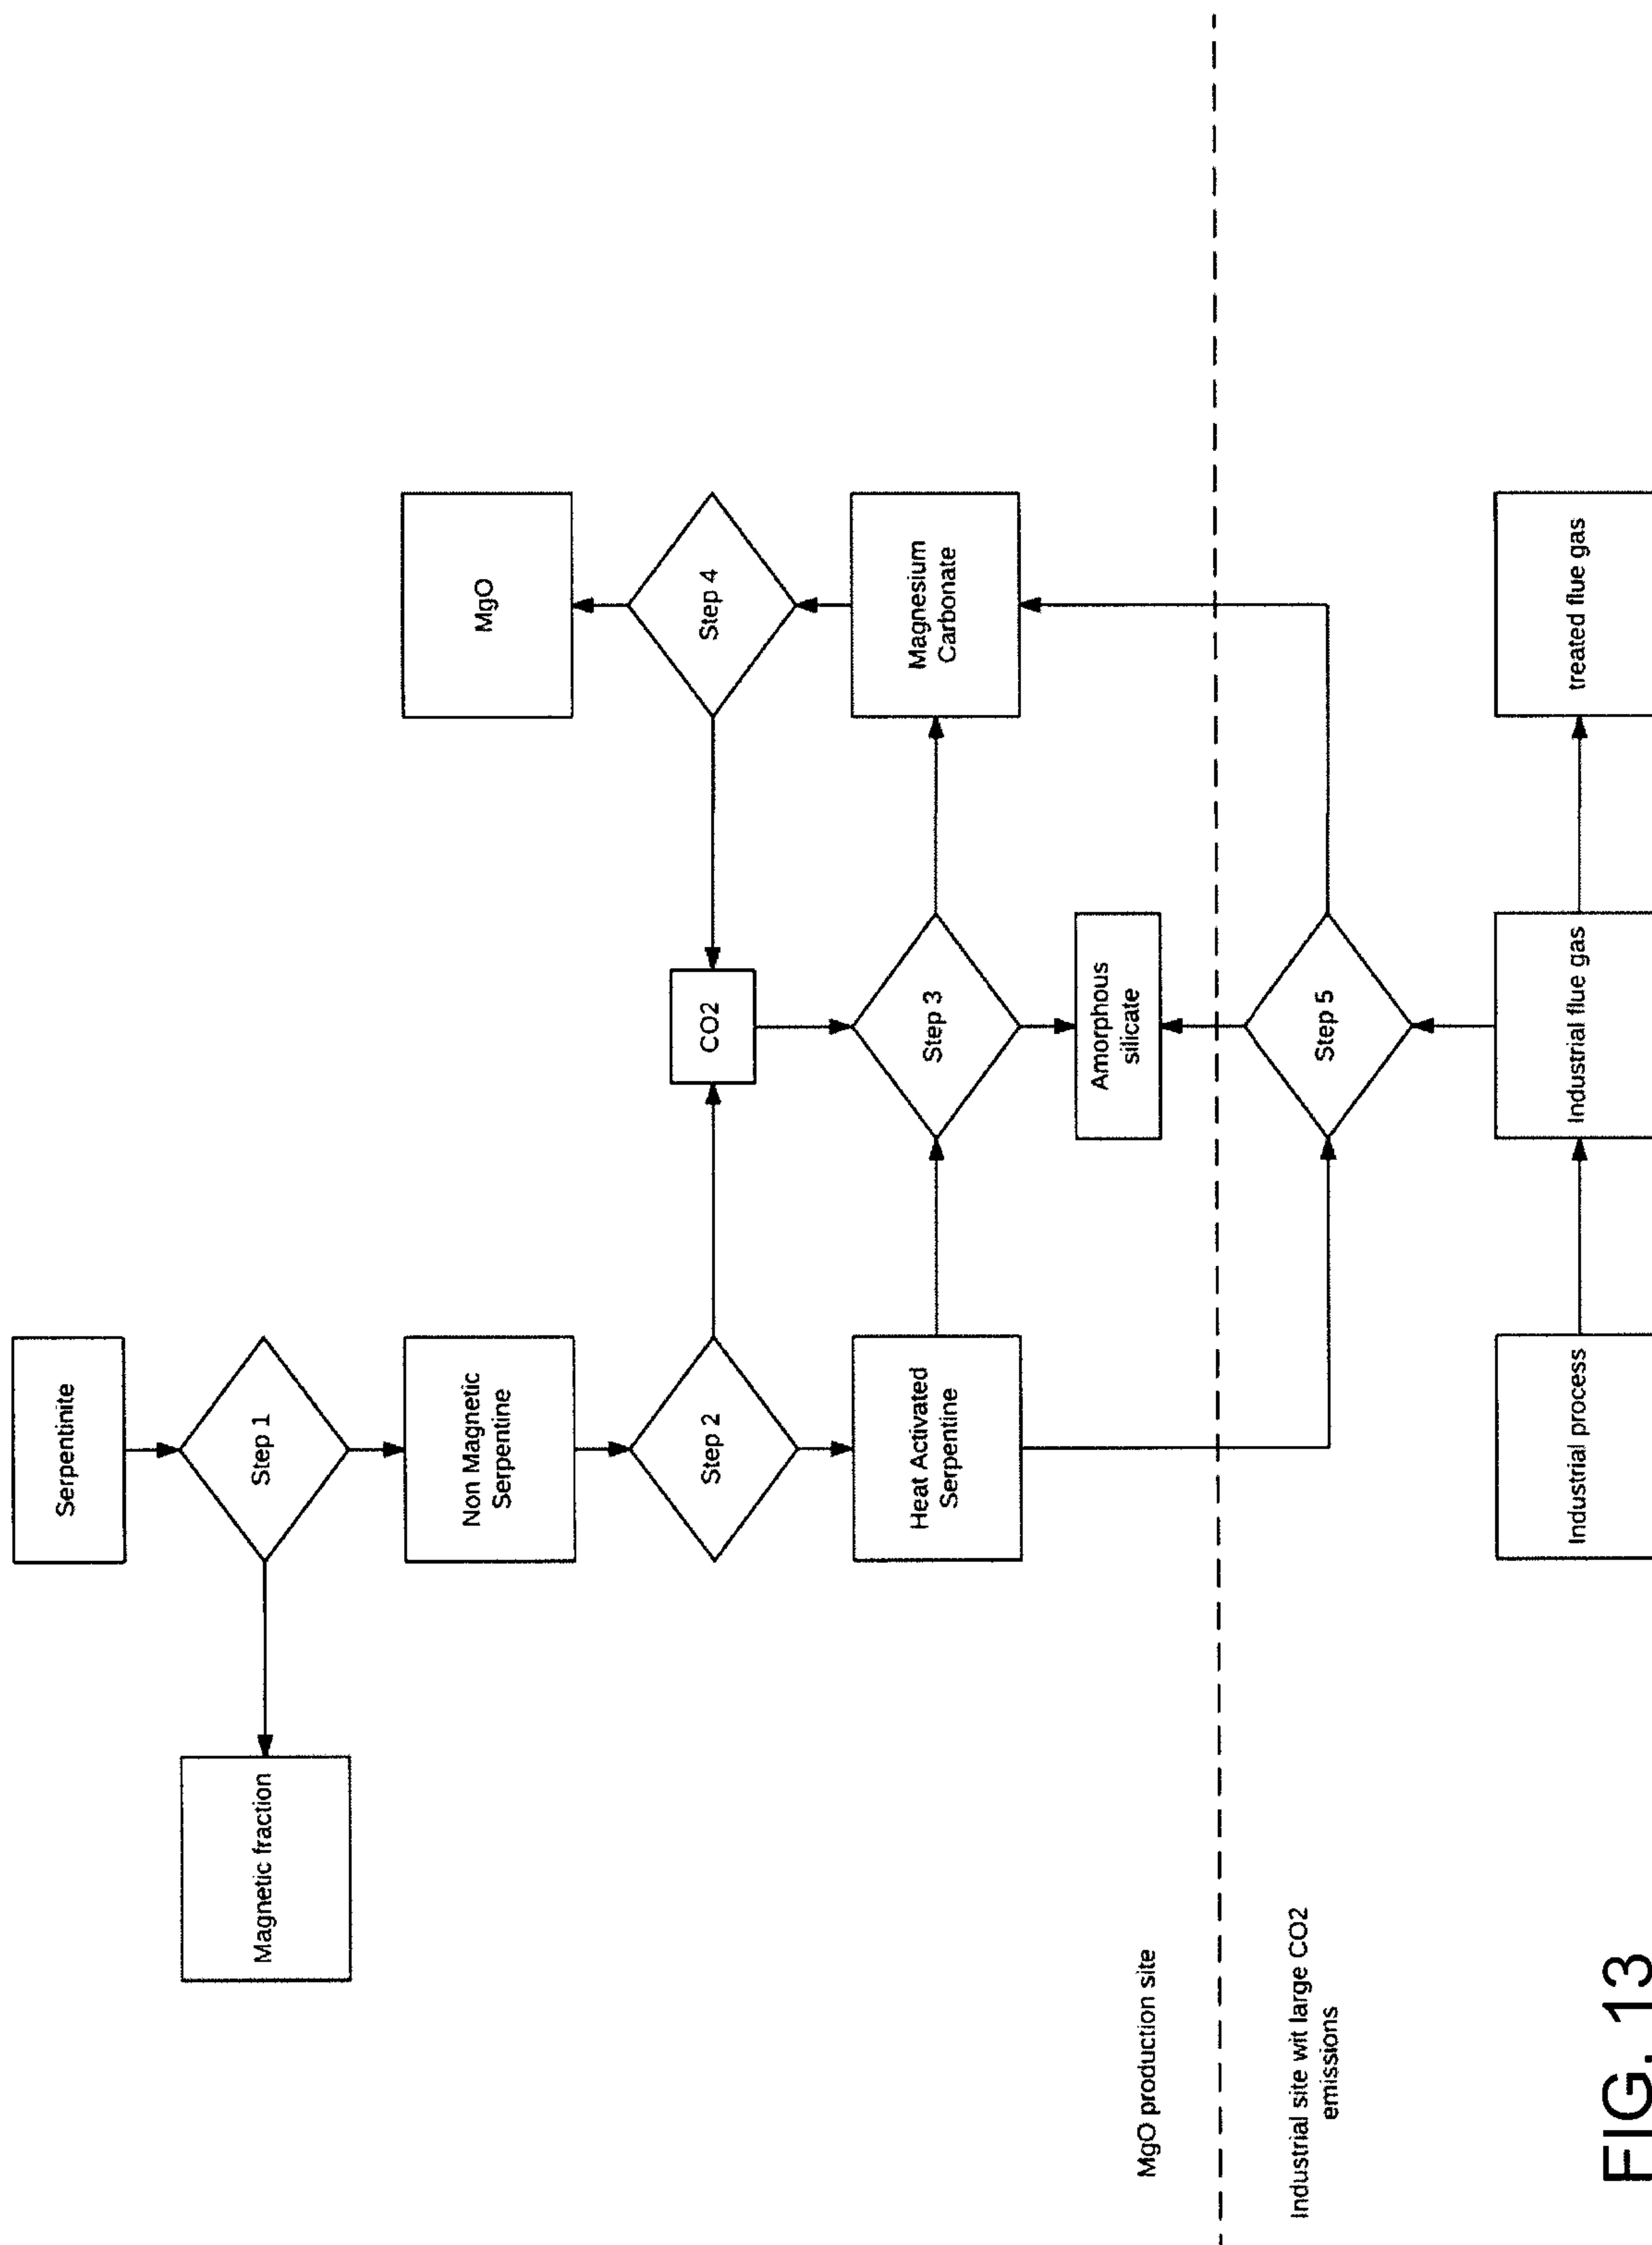 Serpentinite
Magnetic fraction
Step 1
Non Magnetic
Serpentine
MgO
Step 2
CO2
Step 4
Heat Activated
Serpentine
Step 3
Magnesium
Carbonate
Amorphous
silicate
MgO production site
Industrial site wit large CO2
emissions
Step 5
Industrial process
Industrial flue gas
treated flue gas
FIG. 13